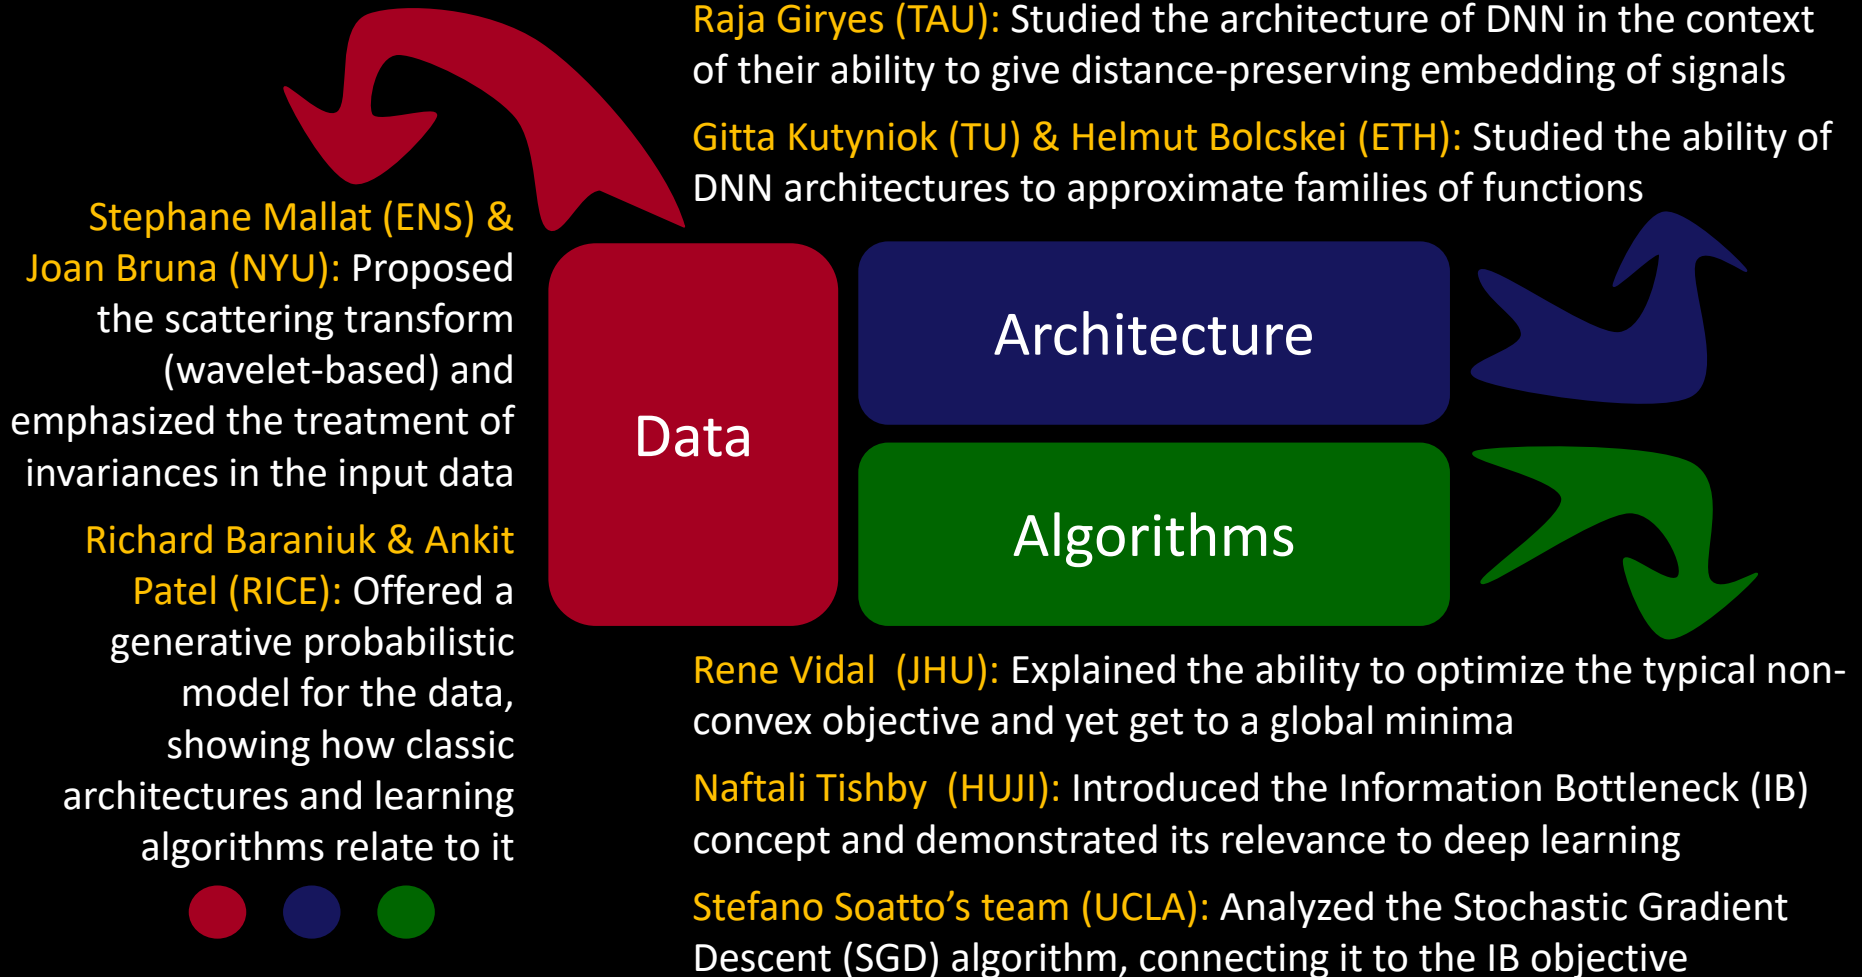 Raja Giryes (TAU): Studied the architecture of DNN in the context
of their ability to give distance-preserving embedding of signals
Gitta Kutyniok (TU) & Helmut Bolcskei (ETH): Studied the ability of
DNN architectures to approximate families of functions
Stephane Mallat (ENS) &
Joan Bruna (NYU): Proposed
the scattering transform
(wavelet-based) and
emphasized the treatment of
invariances in the input data
Richard Baraniuk & Ankit
Patel (RICE): Offered a
generative probabilistic
model for the data,
showing how classic
architectures and learning
algorithms relate to it
Data
Architecture
Algorithms
Rene Vidal (JHU): Explained the ability to optimize the typical non-
convex objective and yet get to a global minima
Naftali Tishby (HUJI): Introduced the Information Bottleneck (IB)
concept and demonstrated its relevance to deep learning
Stefano Soatto’s team (UCLA): Analyzed the Stochastic Gradient
Descent (SGD) algorithm, connecting it to the IB objective